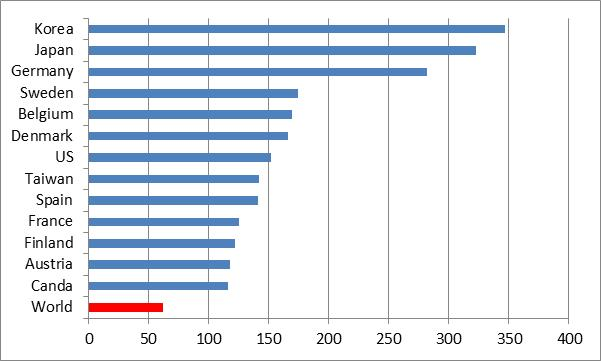 Korea
Japan
Germany
Sweden
Belgium
Denmark
US
Taiwan
Spain
France
Finland
Austria
Canda
World
0 50 100 150 200 250 300 350 400